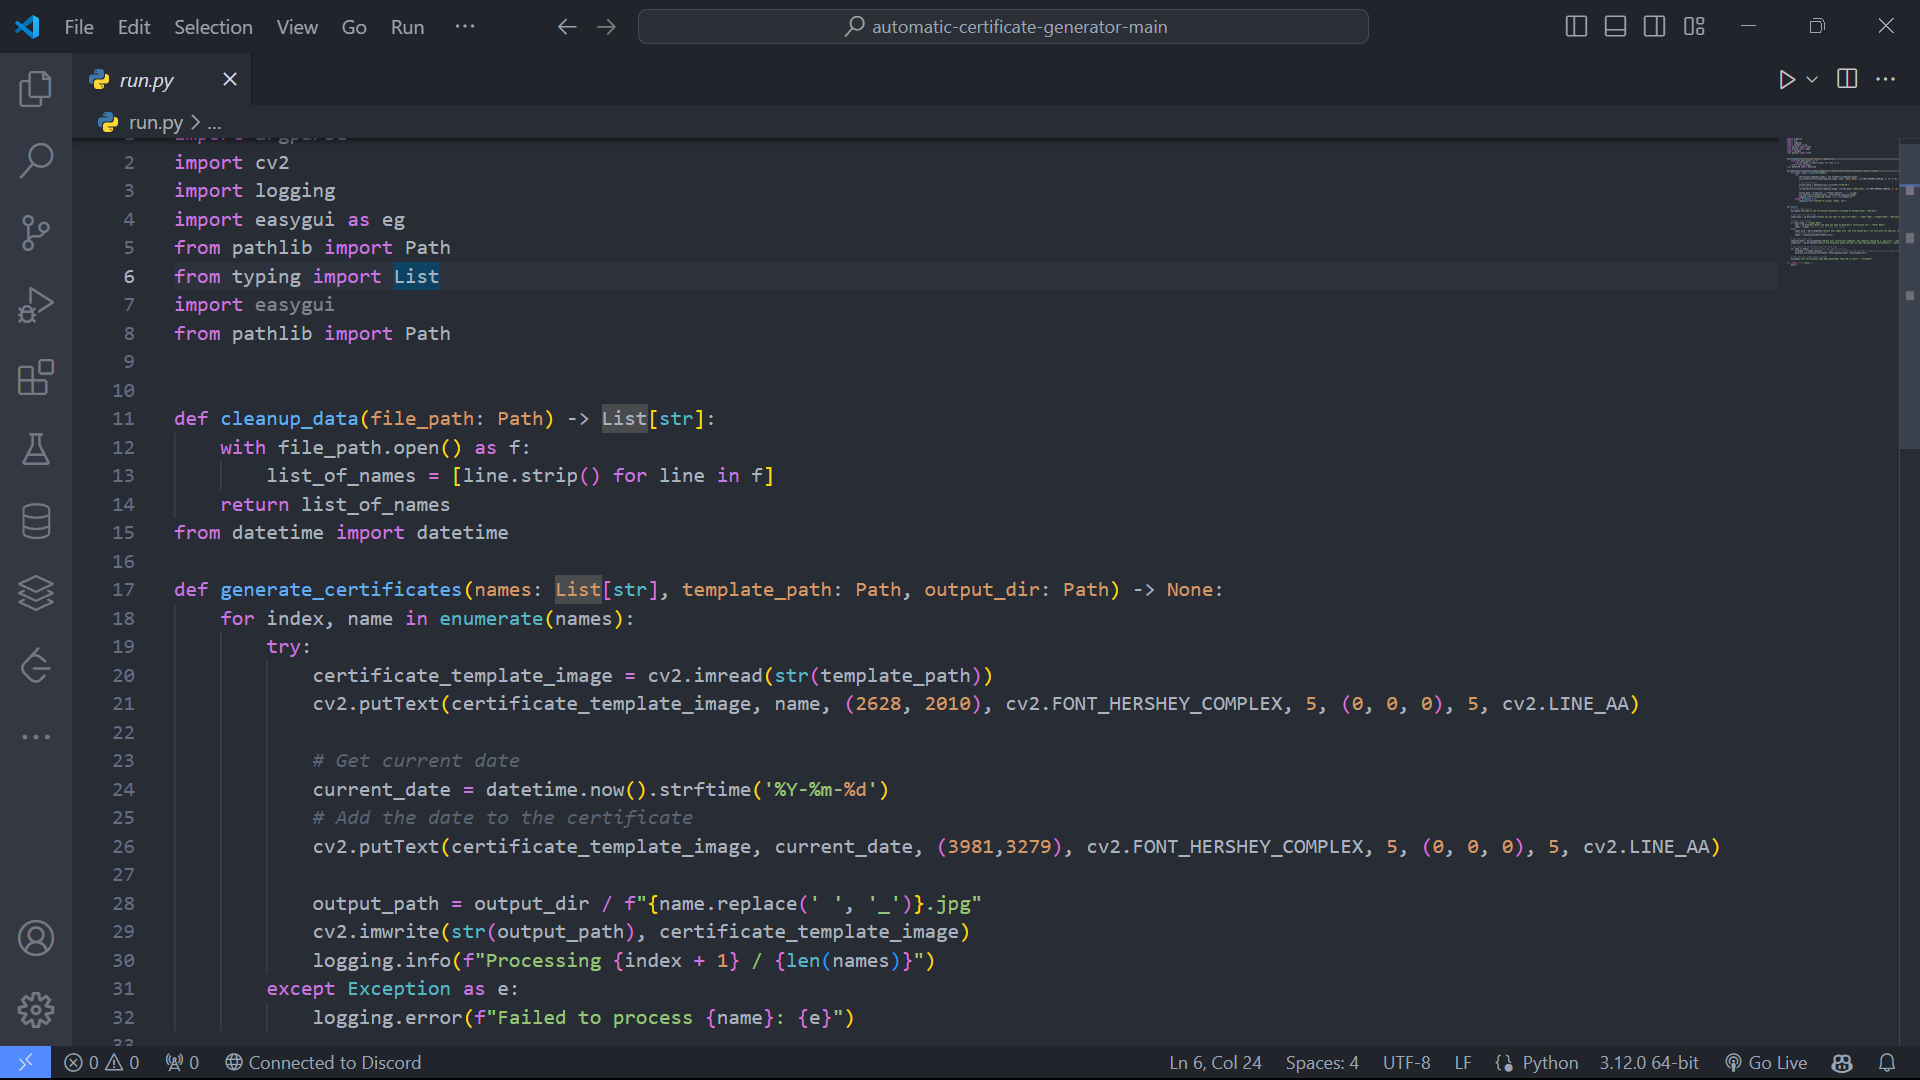 File Edit Selection View Go Run ··· automatic-certificate-generator-main
run.py
run.py > ...
2 import cv2
3 import logging
4 import easygui as eg
5 from pathlib import Path
6 from typing import List
7 import easygui
8 from pathlib import Path
9
10
11 def cleanup_data(file_path: Path) -> List[str]:
12     with file_path.open() as f:
13         list_of_names = [line.strip() for line in f]
14     return list_of_names
15 from datetime import datetime
16
17 def generate_certificates(names: List[str], template_path: Path, output_dir: Path) -> None:
18     for index, name in enumerate(names):
19         try:
20             certificate_template_image = cv2.imread(str(template_path))
21             cv2.putText(certificate_template_image, name, (2628, 2010), cv2.FONT_HERSHEY_COMPLEX, 5, (0, 0, 0), 5, cv2.LINE_AA)
22
23             # Get current date
24             current_date = datetime.now().strftime('%Y-%m-%d')
25             # Add the date to the certificate
26             cv2.putText(certificate_template_image, current_date, (3981,3279), cv2.FONT_HERSHEY_COMPLEX, 5, (0, 0, 0), 5, cv2.LINE_AA)
27
28             output_path = output_dir / f"{name.replace(' ', '_')}.jpg"
29             cv2.imwrite(str(output_path), certificate_template_image)
30             logging.info(f"Processing {index + 1} / {len(names)}")
31         except Exception as e:
32             logging.error(f"Failed to process {name}: {e}")
0 0 0 Connected to Discord Ln 6, Col 24 Spaces: 4 UTF-8 LF Python 3.12.0 64-bit Go Live